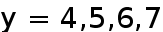 y = 4,5,6,7